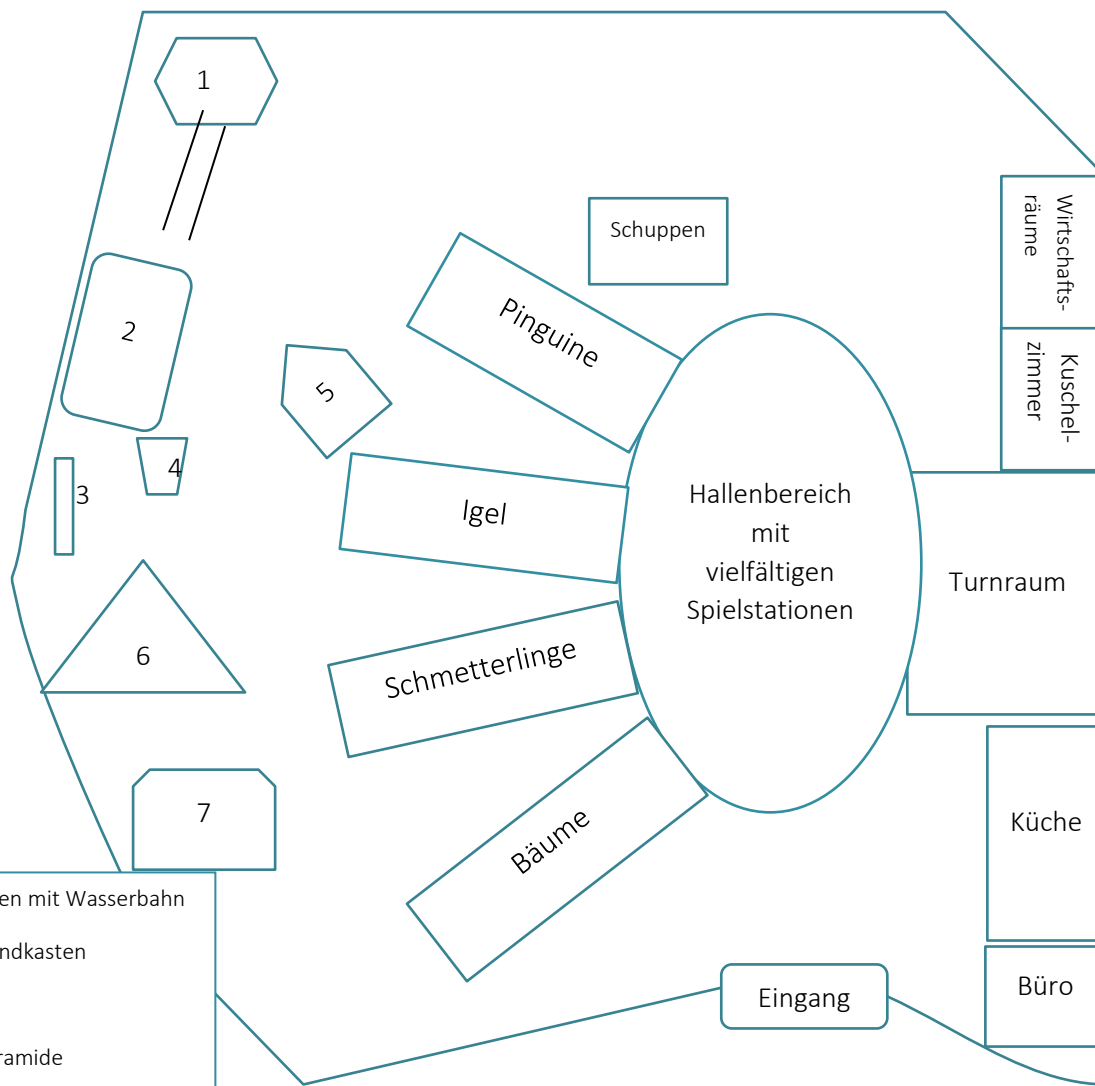 1
Wirtschafts-
räume
Schuppen
Pinguine
2
Kuschel-
zimmer
5
4
3
Igel
Hallenbereich
mit
vielfältigen
Spielstationen
Turnraum
6
Schmetterlinge
7
Bäume
Küche
en mit Wasserbahn
ndkasten
Eingang
Büro
ramide